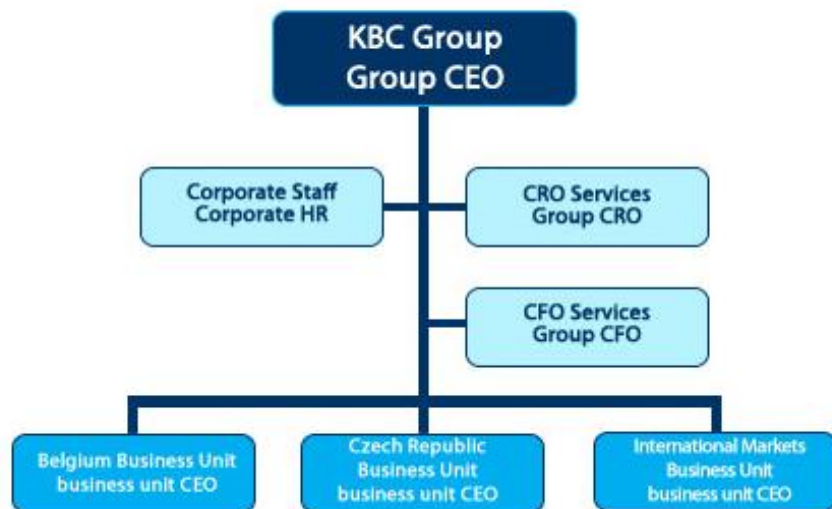 KBC Group
Group CEO
Corporate Staff
Corporate HR
CRO Services
Group CRO
CFO Services
Group CFO
Belgium Business Unit
business unit CEO
Czech Republic
Business Unit
business unit CEO
International Markets
Business Unit
business unit CEO